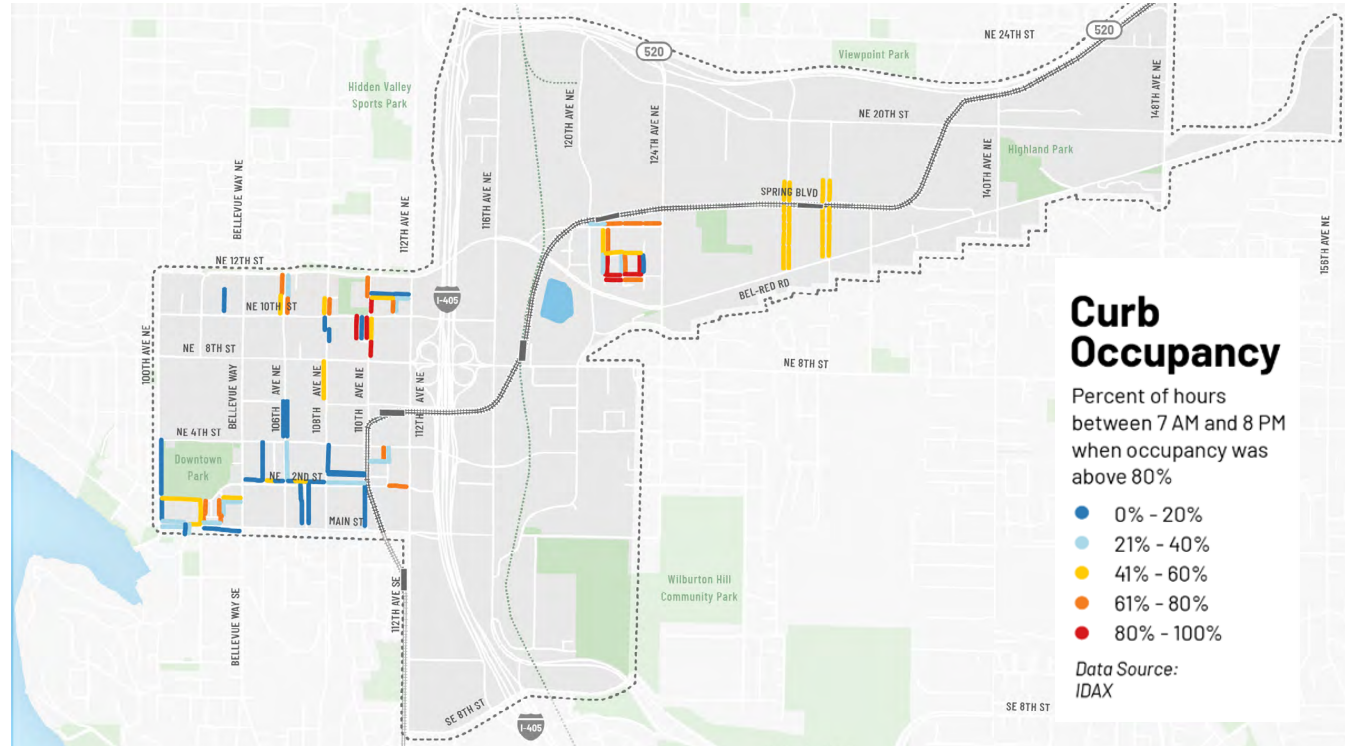 NE 24TH ST
520
520
Viewpoint Park
Hidden Valley
Sports Park
148TH AVE NE
120TH AVE NE
124TH AVE NE
NE 20TH ST
140TH AVE NE
Highland Park
BELLEVUE WAY NE
116TH AVE NE
112TH AVE NE
SPRING BLVD
156TH AVE NE
NE 12TH ST
BEL-RED RD
I-405
NE 10TH ST
100TH AVE NE
NE 8TH ST
NE 8TH ST
BELLEVUE WAY
106TH AVE NE
108TH AVE NE
110TH AVE NE
112TH AVE NE
NE 4TH ST
Downtown
Park
NE 2ND ST
MAIN ST
Wilburton Hill
Community Park
112TH AVE SE
BELLEVUE WAY SE
SE 8TH ST
I-405
SE 8TH ST
Curb
Occupancy
Percent of hours
between 7 AM and 8 PM
when occupancy was
above 80%
0% - 20%
21% - 40%
41% - 60%
61% - 80%
80% - 100%
Data Source:
IDAX